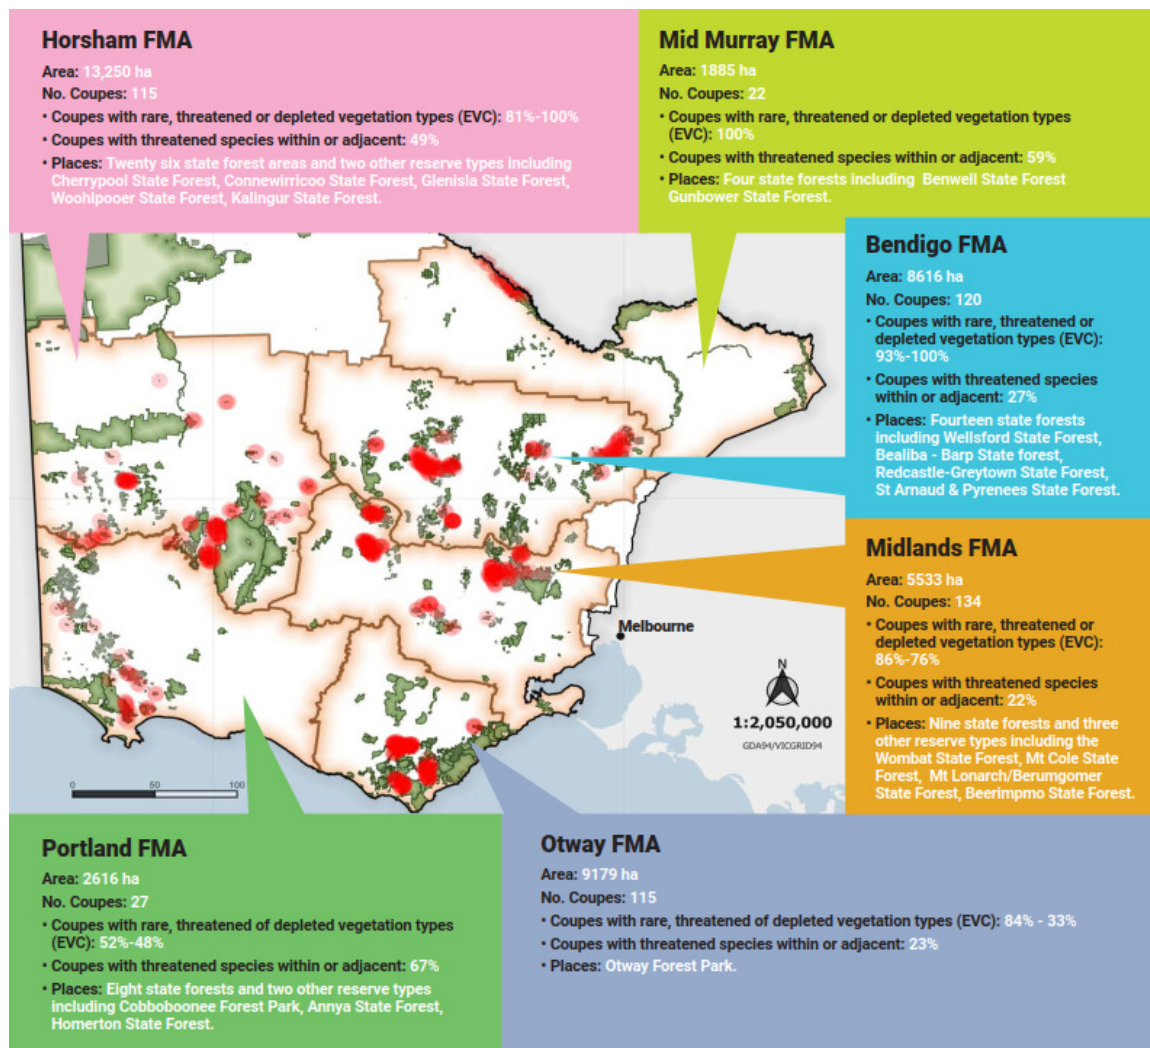 Horsham FMA
Area: 13,250 ha
No. Coupes: 115
• Coupes with rare, threatened or depleted vegetation types (EVC): 81%-100%
• Coupes with threatened species within or adjacent: 49%
• Places: Twenty six state forest areas and two other reserve types including
Cherrypool State Forest, Connewirricoo State Forest, Glenisla State Forest,
Woohlpooer State Forest, Kalingur State Forest.
Mid Murray FMA
Area: 1885 ha
No. Coupes: 22
• Coupes with rare, threatened or depleted vegetation types
(EVC): 100%
• Coupes with threatened species within or adjacent: 59%
• Places: Four state forests including Benwell State Forest
Gunbower State Forest.
Bendigo FMA
Area: 8616 ha
No. Coupes: 120
• Coupes with rare, threatened or
depleted vegetation types (EVC):
93%-100%
• Coupes with threatened species
within or adjacent: 27%
• Places: Fourteen state forests
including Wellsford State Forest,
Bealiba - Barp State forest,
Redcastle-Greytown State Forest,
St Arnaud & Pyrenees State Forest.
Midlands FMA
Area: 5533 ha
No. Coupes: 134
• Coupes with rare, threatened or
depleted vegetation types (EVC):
86%-76%
• Coupes with threatened species
within or adjacent: 22%
• Places: Nine state forests and three
other reserve types including the
Wombat State Forest, Mt Cole State
Forest, Mt Lonarch/Berumgomer
State Forest, Beerimpmo State Forest.
Melbourne
N
1:2,050,000
GDA94/VICGRID94
0 50 100
Portland FMA
Area: 2616 ha
No. Coupes: 27
• Coupes with rare, threatened of depleted vegetation types
(EVC): 52%-48%
• Coupes with threatened species within or adjacent: 67%
• Places: Eight state forests and two other reserve types
including Cobboboonee Forest Park, Annya State Forest,
Homerton State Forest.
Otway FMA
Area: 9179 ha
No. Coupes: 115
• Coupes with rare, threatened of depleted vegetation types (EVC): 84% - 33%
• Coupes with threatened species within or adjacent: 23%
• Places: Otway Forest Park.